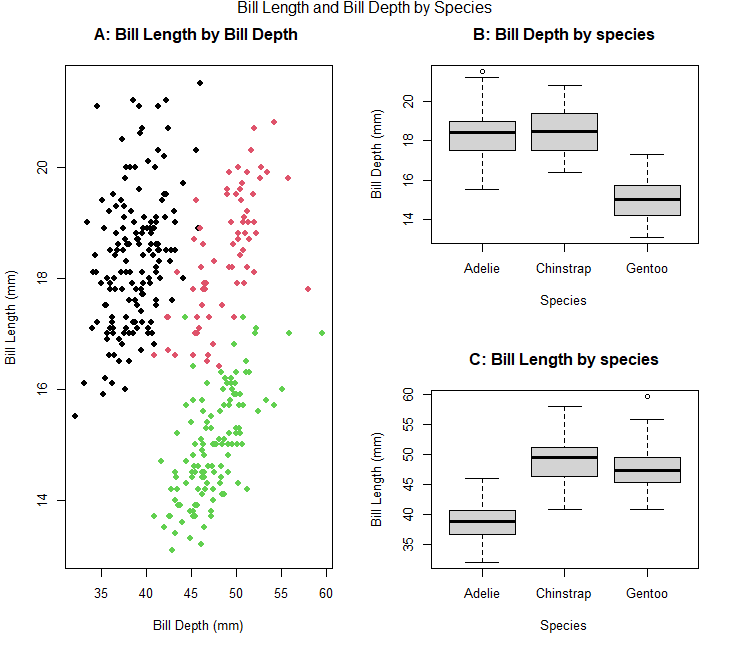 Bill Length and Bill Depth by Species
A: Bill Length by Bill Depth
Bill Length (mm)
20
18
16
14
35 40 45 50 55 60
Bill Depth (mm)
B: Bill Depth by species
Bill Depth (mm)
20
18
16
14
Adelie Chinstrap Gentoo
Species
C: Bill Length by species
Bill Length (mm)
60
55
50
45
40
35
Adelie Chinstrap Gentoo
Species